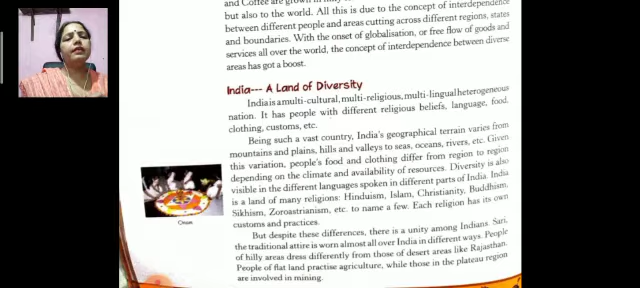 and Coffee are grown in
but also to the world. All this is due to the concept of interdependence
between different people and areas cutting across different regions, states
and boundaries. With the onset of globalisation, or free flow of goods and
services all over the world, the concept of interdependence between diverse
areas has got a boost.
India--- A Land of Diversity
India is a multi-cultural, multi-religious, multi-lingual heterogeneous
nation. It has people with different religious beliefs, language, food,
clothing, customs, etc.
Being such a vast country, India's geographical terrain varies from
mountains and plains, hills and valleys to seas, oceans, rivers, etc. Given
this variation, people's food and clothing differ from region to region
depending on the climate and availability of resources. Diversity is also
visible in the different languages spoken in different parts of India. India
is a land of many religions: Hinduism, Islam, Christianity, Buddhism,
Sikhism, Zoroastrianism, etc. to name a few. Each religion has its own
customs and practices.
Onam
But despite these differences, there is a unity among Indians. Sari,
the traditional attire is worn almost all over India in different ways. People
of hilly areas dress differently from those of desert areas like Rajasthan.
People of flat land practise agriculture, while those in the plateau region
are involved in mining.